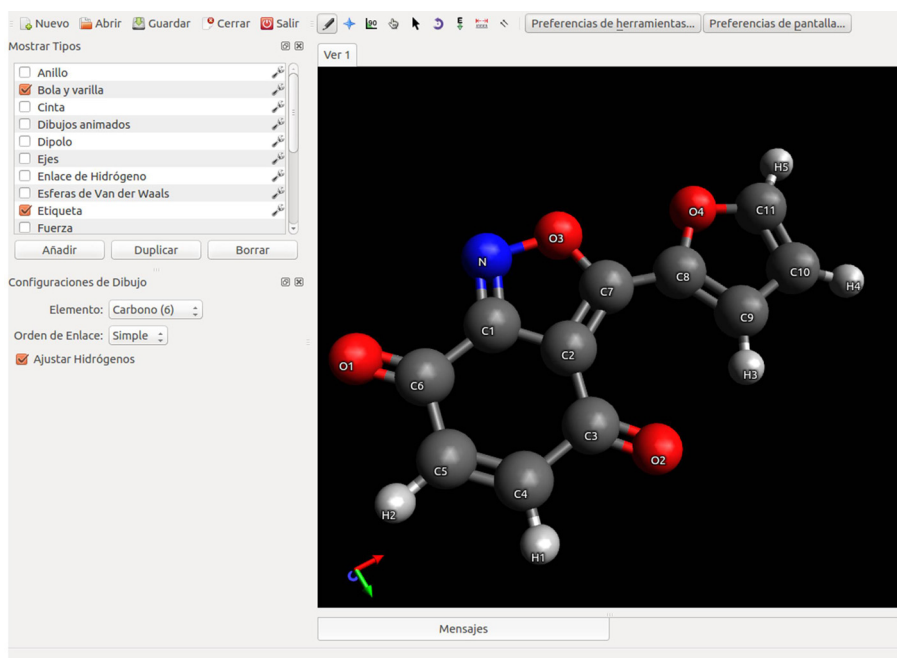 Nuevo Abrir Guardar Cerrar Salir Preferencias de herramientas... Preferencias de pantalla...
Mostrar Tipos
Ver 1
Anillo
Bola y varilla
Cinta
Dibujos animados
Dipolo
Ejes
Enlace de Hidrógeno
Esferas de Van der Waals
Etiqueta
Fuerza
Añadir Duplicar Borrar
Configuraciones de Dibujo
Elemento: Carbono (6)
Orden de Enlace: Simple
Ajustar Hidrógenos
H5
O4 C11
O3
N
C8 C10
H4
C7
C9
C1
C2
O1
H3
C6
C3
O2
C5
C4
H2
H1
Mensajes